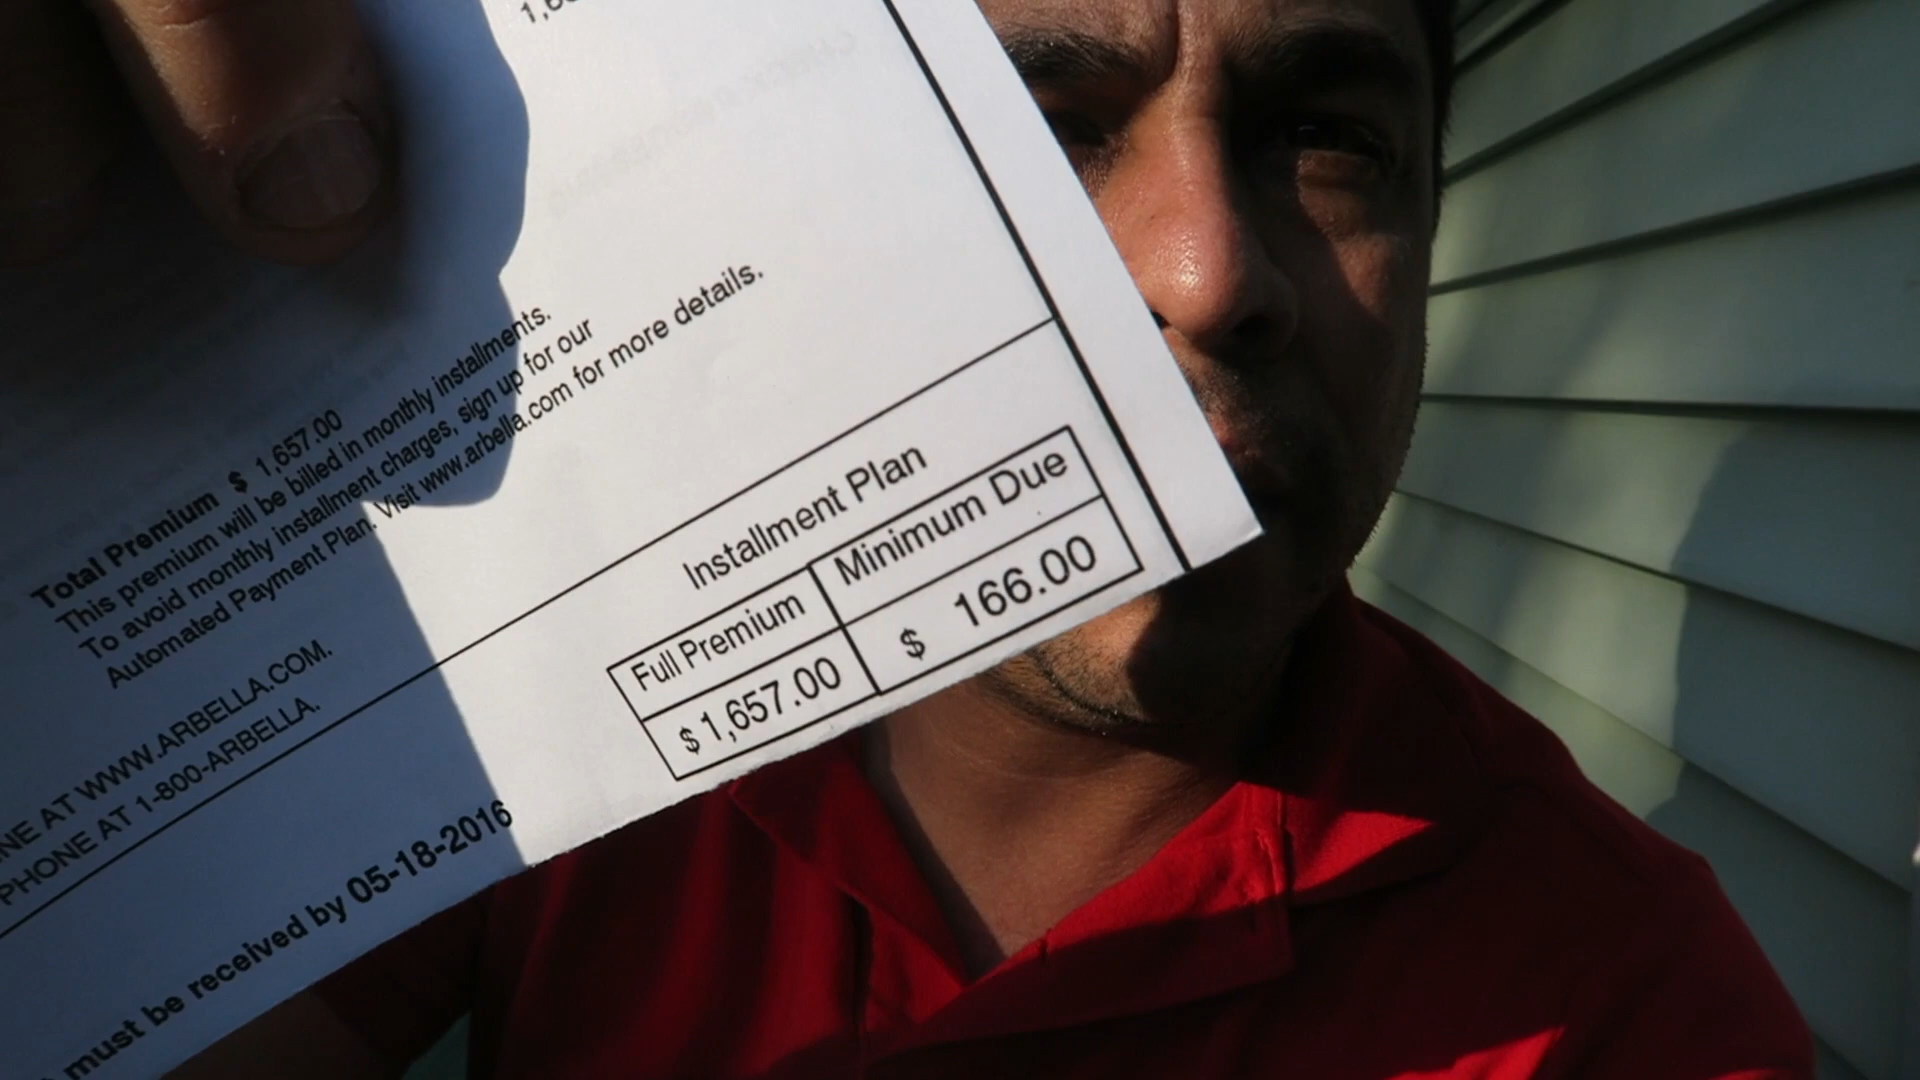 Total Premium $ 1,657.00
This premium will be billed in monthly installments.
To avoid monthly installment charges, sign up for our
Automated Payment Plan. Visit www.arbella.com for more details.
AT WWW.ARBELLA.COM.
PHONE AT 1-800-ARBELLA.
Installment Plan
Full Premium Minimum Due
$ 1,657.00 $ 166.00
must be received by 05-18-2016